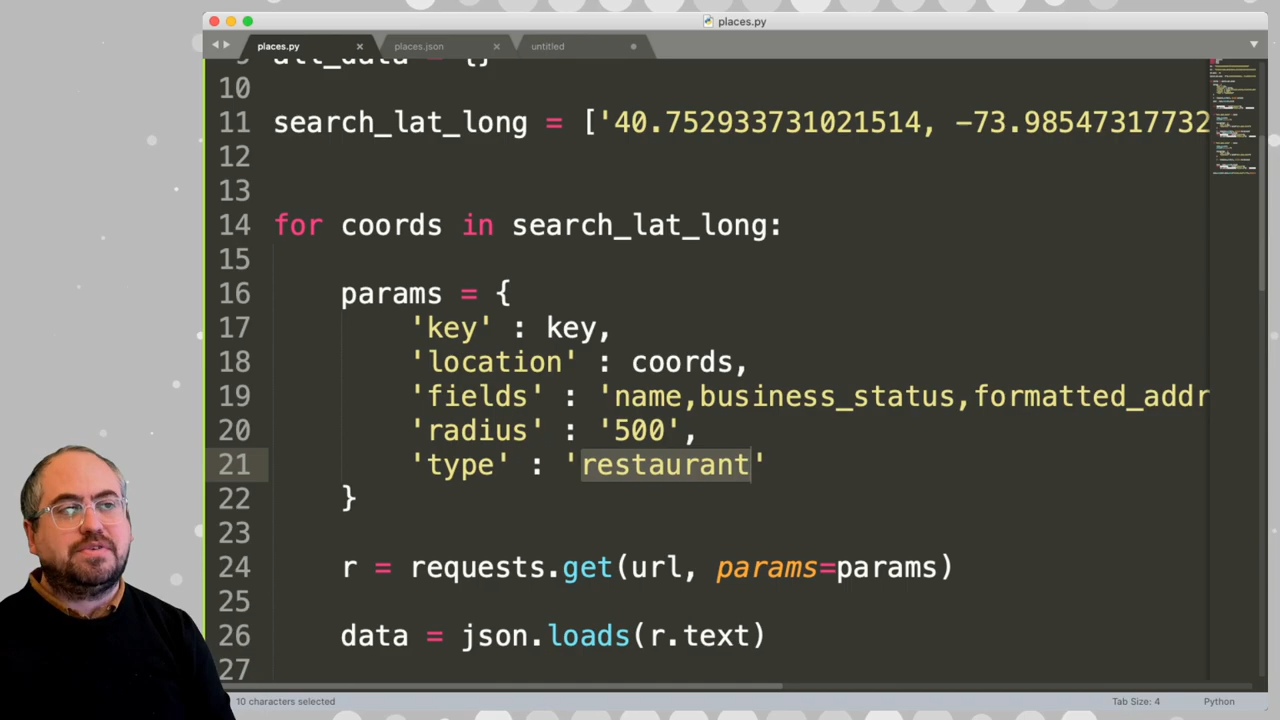 places.py
places.py
places.json
untitled
9 all_data = {}
10
11 search_lat_long = ['40.752933731021514, -73.98547317732
12
13
14 for coords in search_lat_long:
15
16 params = {
17 'key' : key,
18 'location' : coords,
19 'fields' : 'name,business_status,formatted_addr
20 'radius' : '500',
21 'type' : 'restaurant'
22 }
23
24 r = requests.get(url, params=params)
25
26 data = json.loads(r.text)
27
10 characters selected
Tab Size: 4
Python